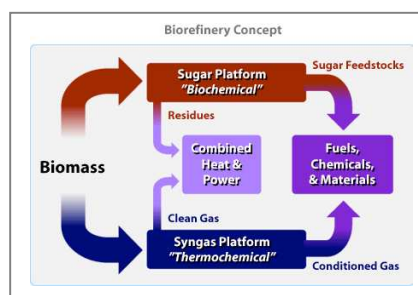 Biorefinery Concept
Sugar Platform
"Biochemical"
Sugar Feedstocks
Residues
Biomass
Combined
Heat &
Power
Fuels,
Chemicals,
& Materials
Clean Gas
Syngas Platform
"Thermochemical"
Conditioned Gas